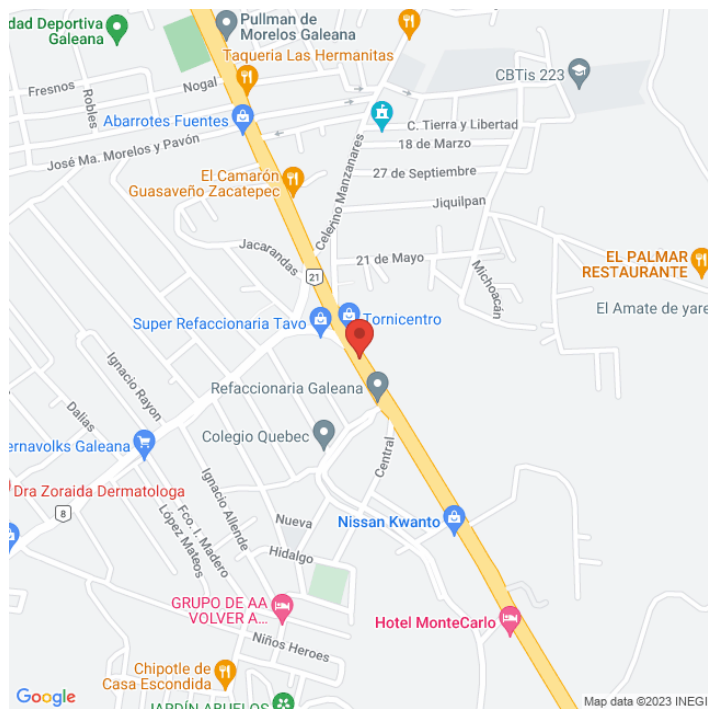 dad Deportiva
Galeana
Pullman de
Morelos Galeana
Taqueria Las Hermanitas
CBTis 223
Nogal
Fresnos
Robles
Abarrotes Fuentes
C. Tierra y Libertad
18 de Marzo
José Ma. Morelos y Pavón
Celerino Manzanares
27 de Septiembre
El Camarón
Guasaveño Zacatepec
Jiquilpan
Jacarandas
21 de Mayo
21
Michoacán
EL PALMAR
RESTAURANTE
El Amate de yare
Super Refaccionaria Tavo
Tornicentro
Ignacio Rayon
Refaccionaria Galeana
Dalias
Colegio Quebec
ernavolks Galeana
Central
Ignacio Allende
Dra Zoraida Dermatologa
8
Fco. I. Madero
López Mateos
Nueva
Nissan Kwanto
Hidalgo
GRUPO DE AA
VOLVER A...
Hotel MonteCarlo
Niños Heroes
Chipotle de
Casa Escondida
JARDÍN ABUELOS
Google
Map data ©2023 INEGI